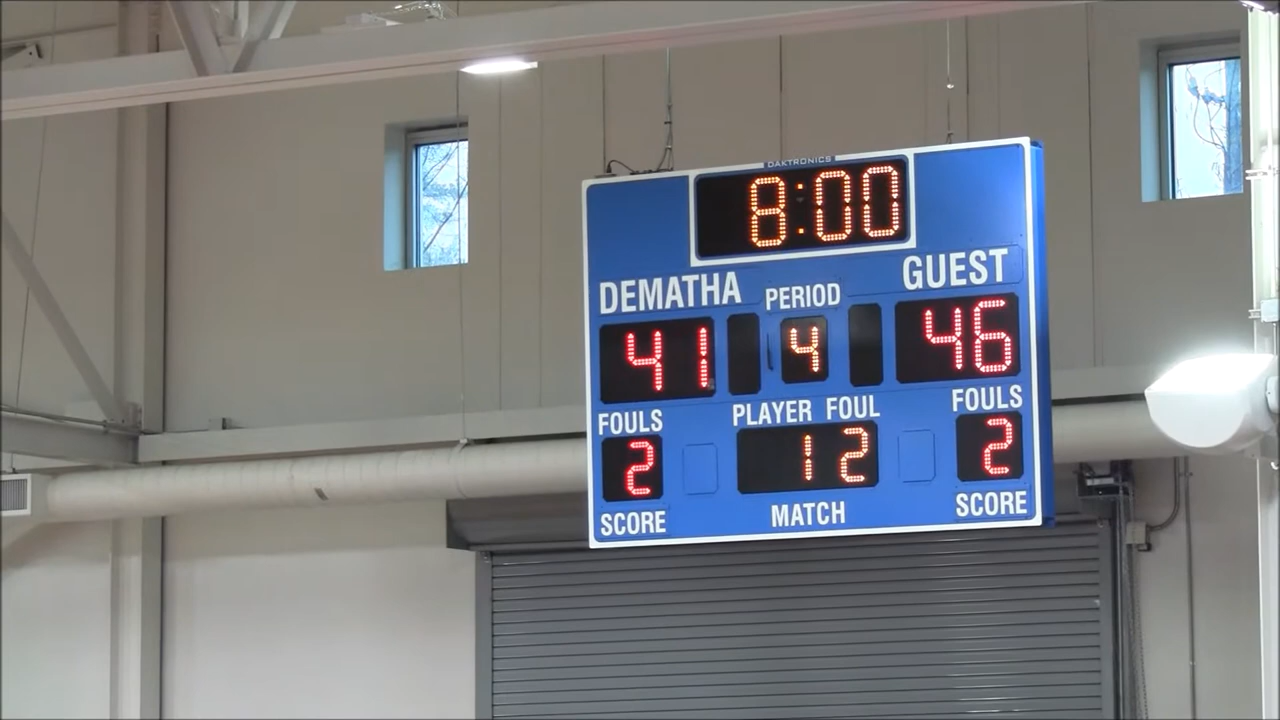 DAKTRONICS
8:00
DEMATHA PERIOD GUEST
41 4 46
FOULS PLAYER FOUL FOULS
2 12 2
SCORE MATCH SCORE